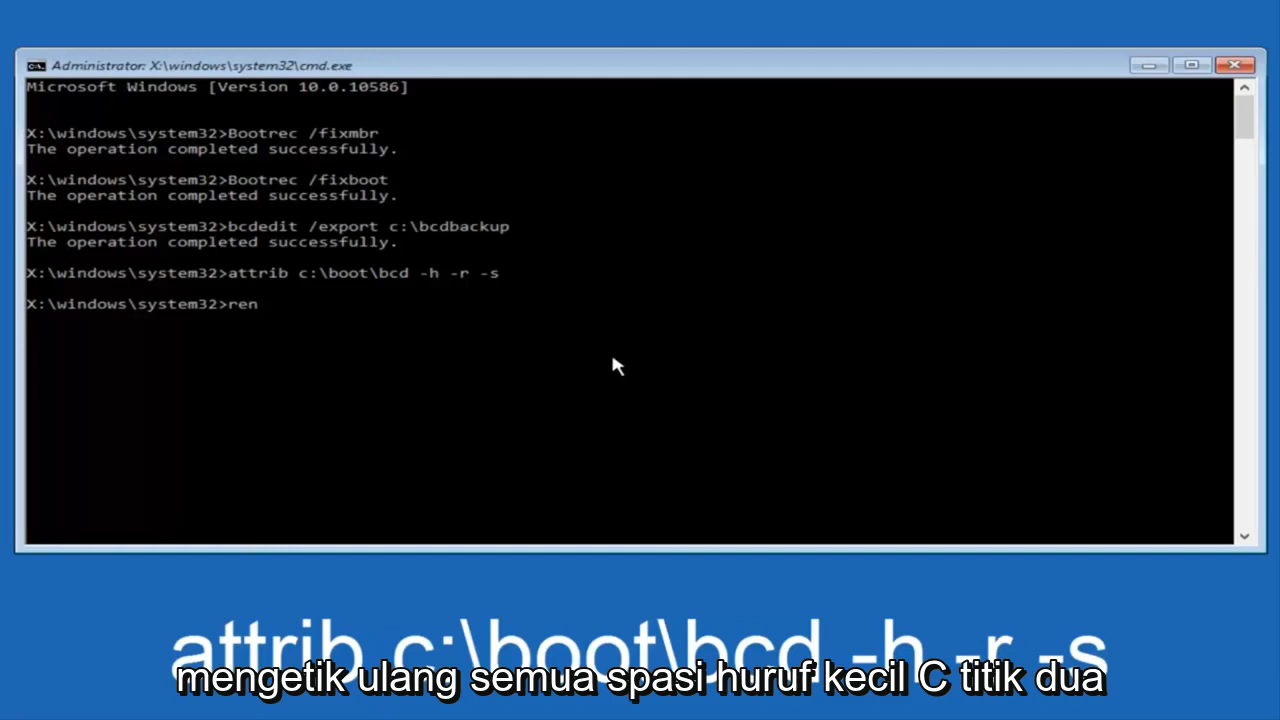 Administrator: X:\windows\system32\cmd.exe
Microsoft Windows [Version 10.0.10586]
X:\windows\system32>Bootrec /fixmbr
The operation completed successfully.
X:\windows\system32>Bootrec /fixboot
The operation completed successfully.
X:\windows\system32>bcdedit /export c:\bcdbackup
The operation completed successfully.
X:\windows\system32>attrib c:\boot\bcd -h -r -s
X:\windows\system32>ren
attrib c:\boot\bcd -h -r -s
mengetik ulang semua spasi huruf kecil C titik dua